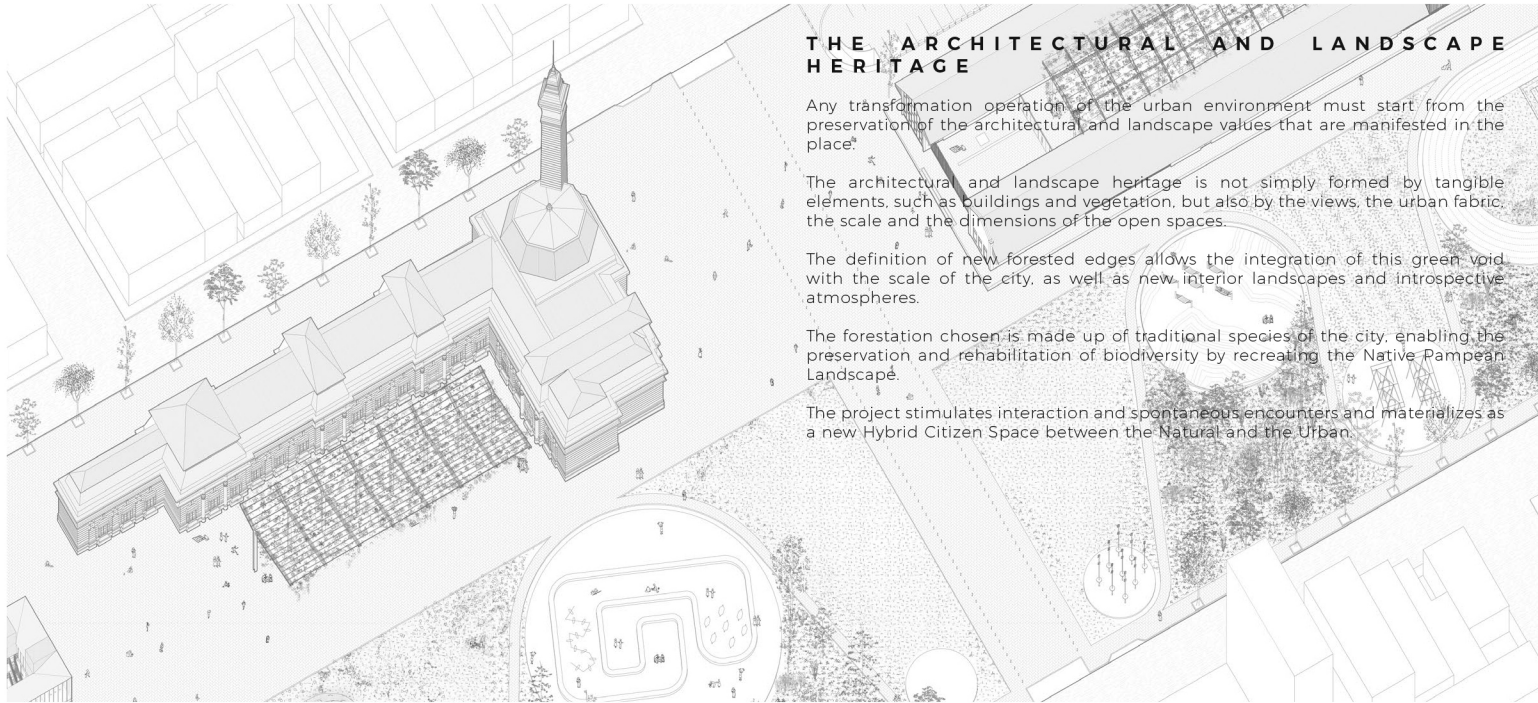 THE ARCHITECTURAL AND LANDSCAPE
HERITAGE
Any transformation operation of the urban environment must start from the
preservation of the architectural and landscape values that are manifested in the
place.
The architectural and landscape heritage is not simply formed by tangible
elements, such as buildings and vegetation, but also by the views, the urban fabric,
the scale and the dimensions of the open spaces.
The definition of new forested edges allows the integration of this green void
with the scale of the city, as well as new interior landscapes and introspective
atmospheres.
The forestation chosen is made up of traditional species of the city, enabling the
preservation and rehabilitation of biodiversity by recreating the Native Pampean
Landscape.
The project stimulates interaction and spontaneous encounters and materializes as
a new Hybrid Citizen Space between the Natural and the Urban.